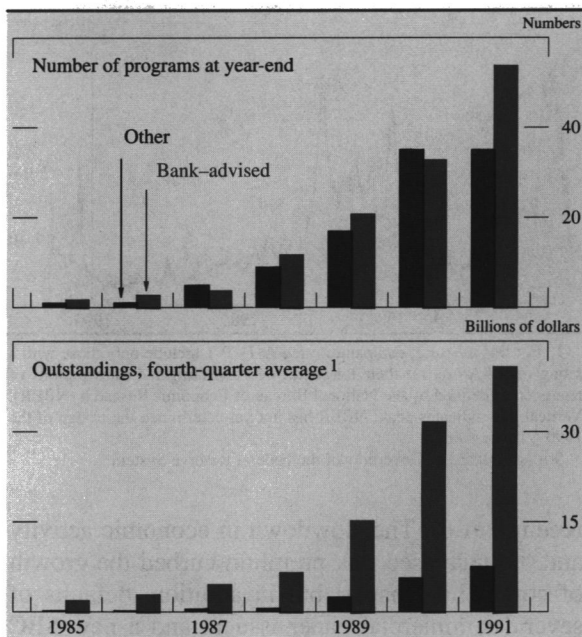 Numbers
Number of programs at year-end
Other
Bank–advised
40
20
Billions of dollars
Outstandings, fourth-quarter average 1
30
15
1985 1987 1989 1991